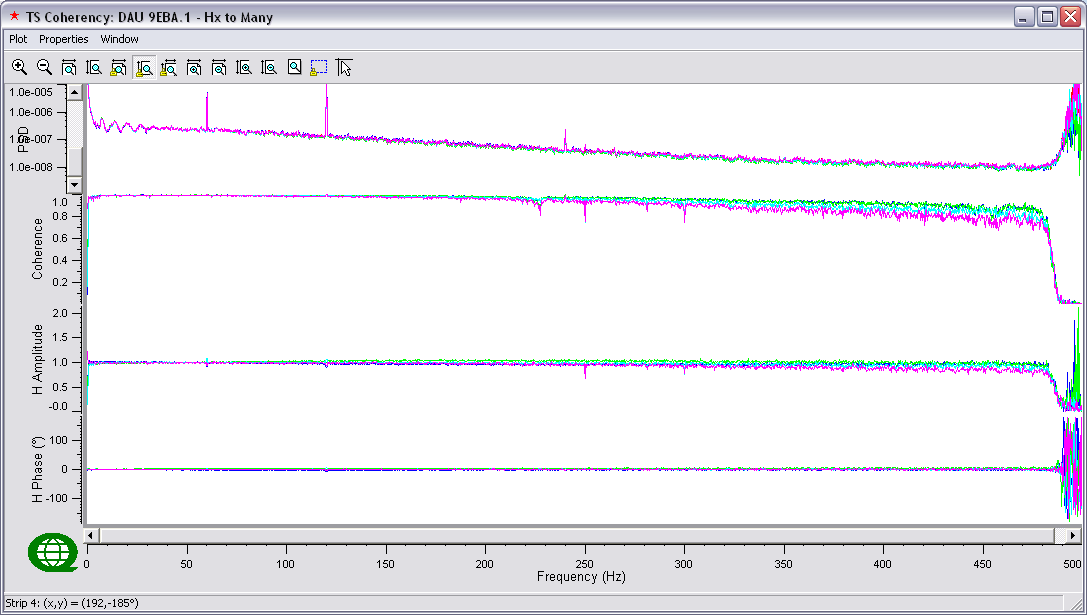 TS Coherency: DAU 9EBA.1 - Hx to Many
Plot Properties Window
1.0e-005
1.0e-006
1.0e-007
1.0e-008
PSD
1.0
0.8
0.6
0.4
0.2
Coherence
2.0
1.5
1.0
0.5
-0.0
H Amplitude
100
0
-100
H Phase (°)
0 50 100 150 200 250 300 350 400 450 500
Frequency (Hz)
Strip 4: (x,y) = (192,-185°)